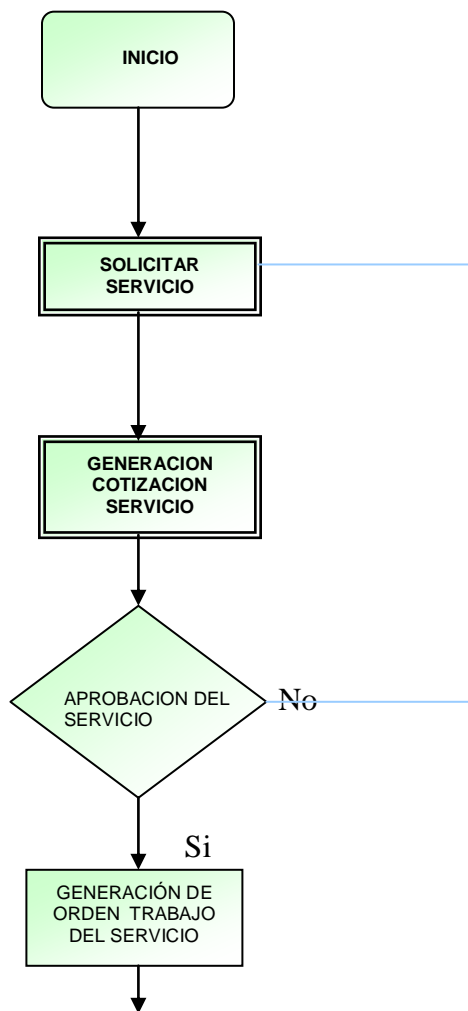 INICIO
SOLICITAR
SERVICIO
GENERACION
COTIZACION
SERVICIO
APROBACION DEL
SERVICIO
No
Si
GENERACIÓN DE
ORDEN TRABAJO
DEL SERVICIO